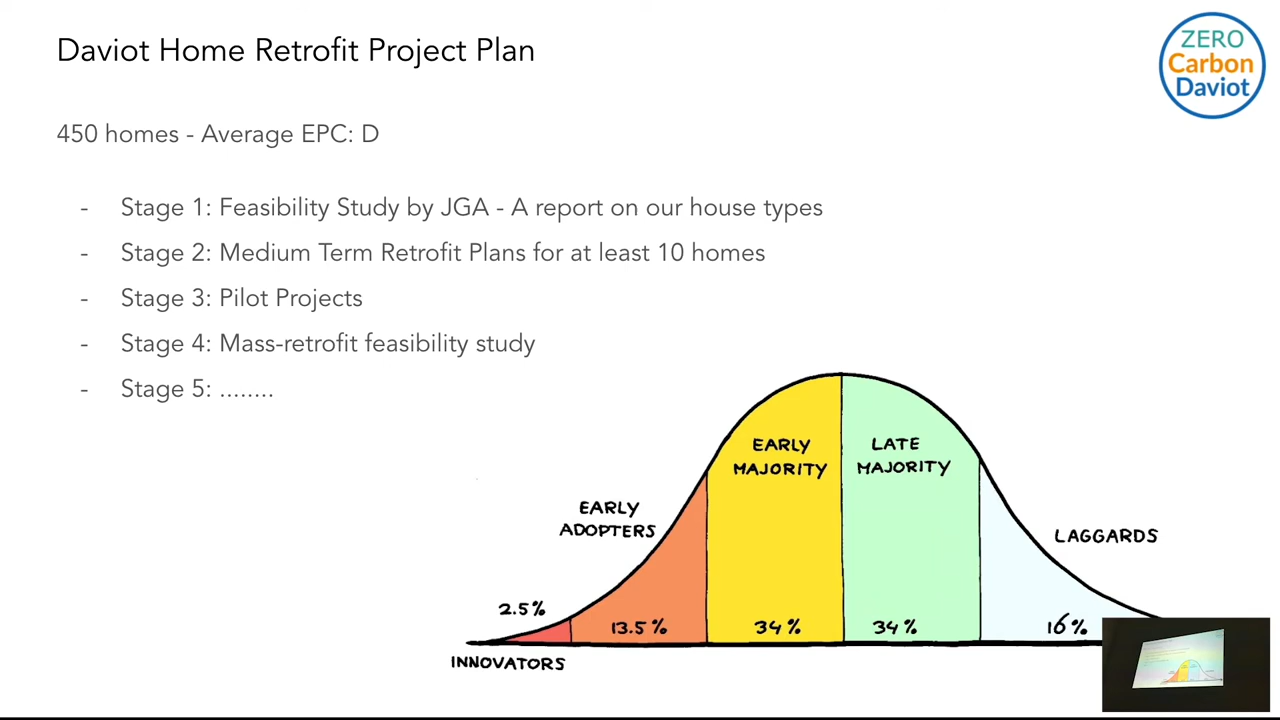 Daviot Home Retrofit Project Plan
ZERO
Carbon
Daviot
450 homes - Average EPC: D
- Stage 1: Feasibility Study by JGA - A report on our house types
- Stage 2: Medium Term Retrofit Plans for at least 10 homes
- Stage 3: Pilot Projects
- Stage 4: Mass-retrofit feasibility study
- Stage 5: ........
EARLY
MAJORITY
LATE
MAJORITY
EARLY
ADOPTERS
LAGGARDS
2.5%
13.5%
34%
34%
16%
INNOVATORS